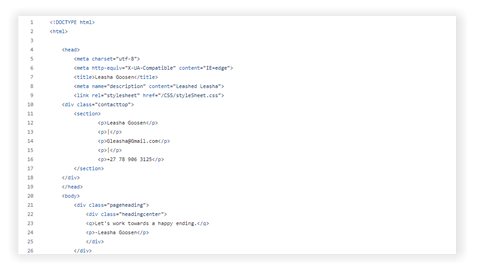 1 <!DOCTYPE html>
2 <html>
3
4 <head>
5 <meta charset="utf-8">
6 <meta http-equiv="X-UA-Compatible" content="IE=edge">
7 <title>Leasha Goosen</title>
8 <meta name="description" content="Leashed Leasha">
9 <link rel="stylesheet" href="/CSS/styleSheet.css">
10 <div class="contacttop">
11 <section>
12 <p>Leasha Goosen</p>
13 <p>|</p>
14 <p>Gleasha@Gmail.com</p>
15 <p>|</p>
16 <p>+27 78 906 3125</p>
17 </section>
18 </div>
19 </head>
20 <body>
21 <div class="pageheading">
22 <div class="headingcenter">
23 <q>Let's work towards a happy ending.</q>
24 <p>-Leasha Goosen</p>
25 </div>
26 </div>